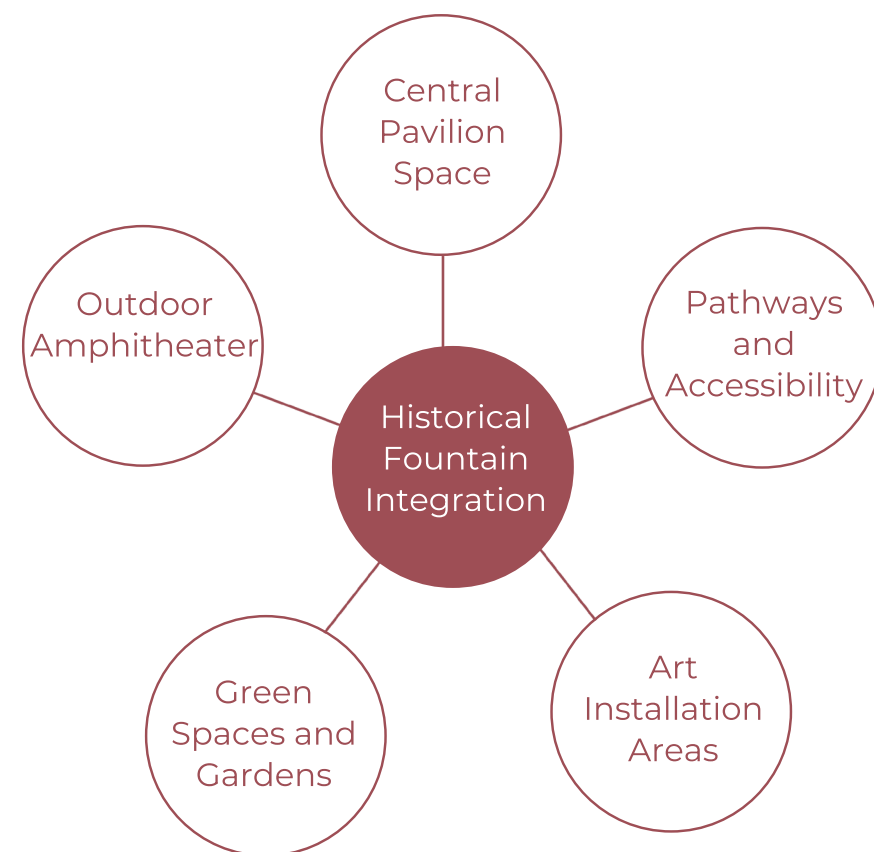 Central
Pavilion
Space
Outdoor
Amphitheater
Pathways
and
Accessibility
Historical
Fountain
Integration
Green
Spaces and
Gardens
Art
Installation
Areas